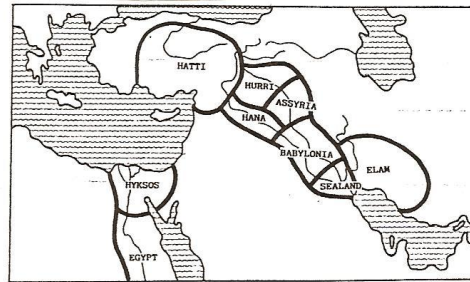 HATTI
HURRI
ASSYRIA
HANA
BABYLONIA
ELAM
HYKSOS
SEALAND
EGYPT